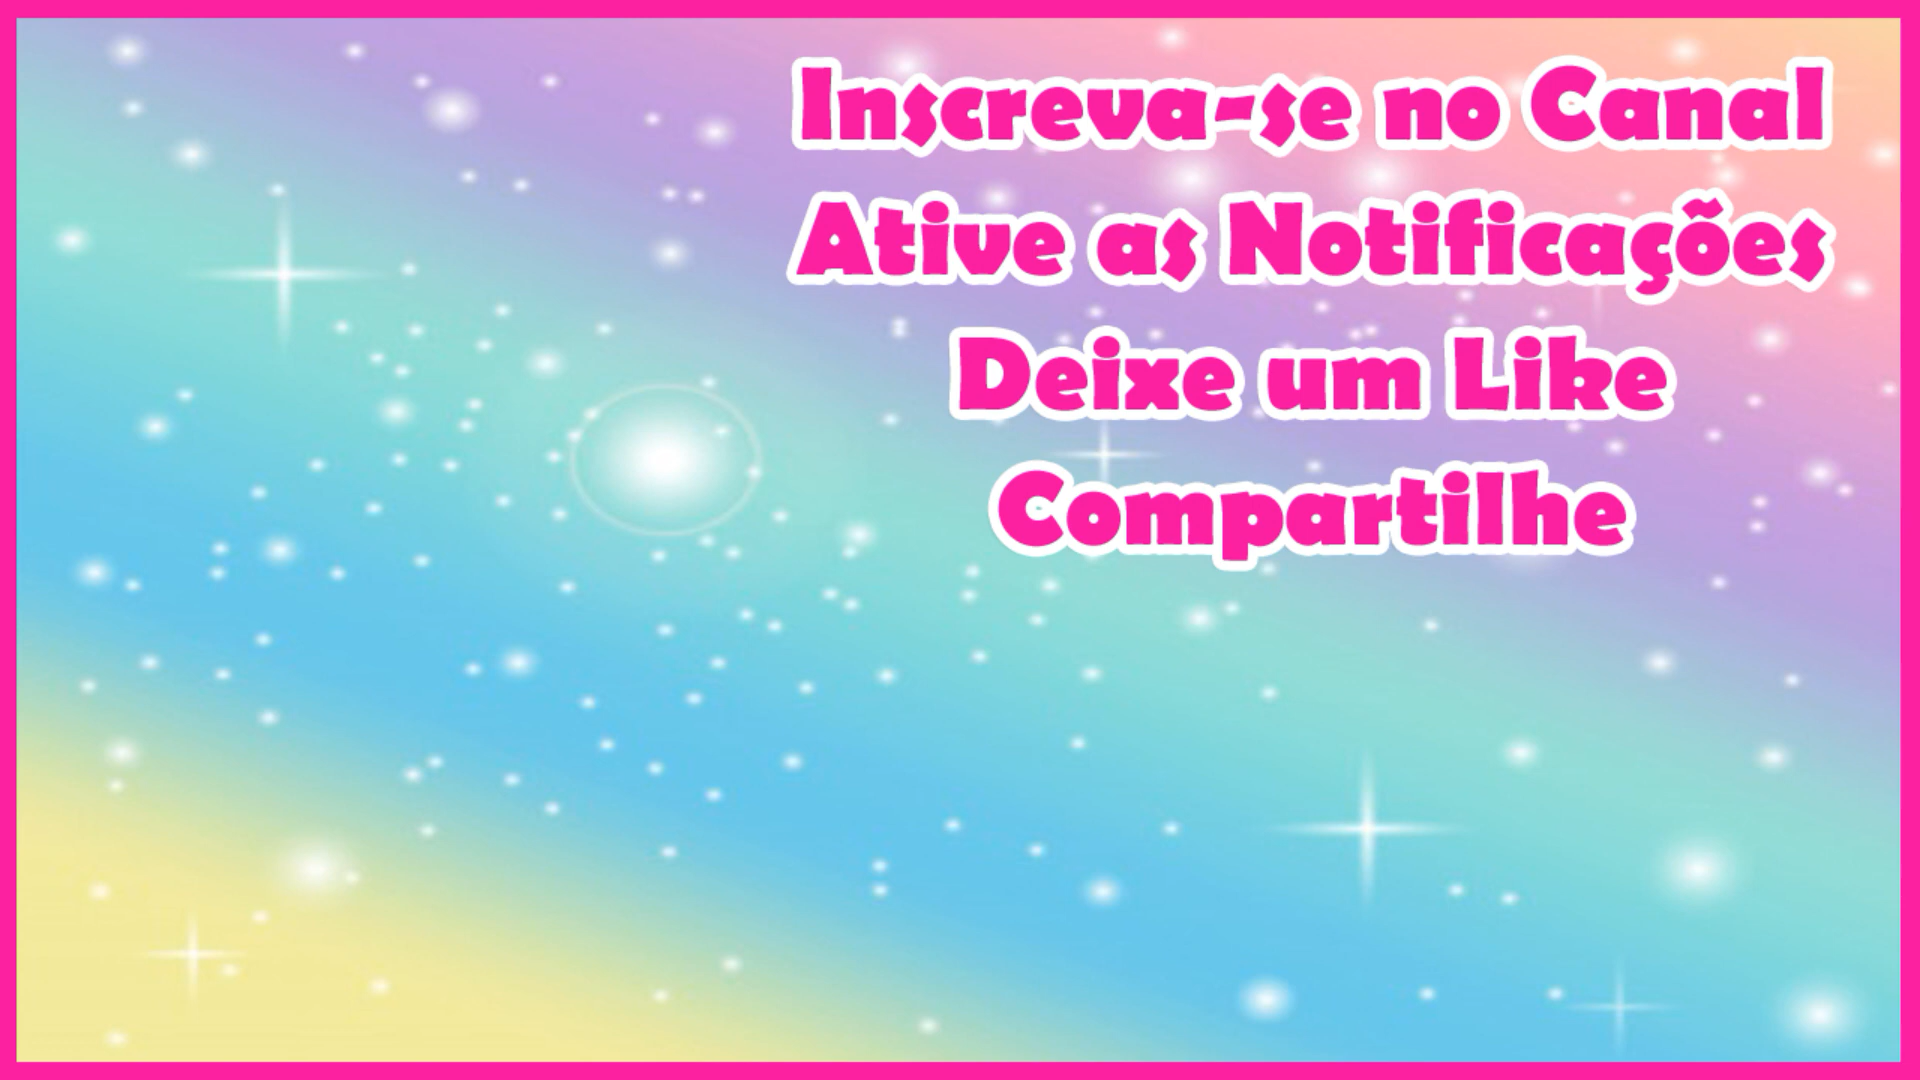 Inscreva-se no Canal
Ative as Notificações
Deixe um Like
Compartilhe